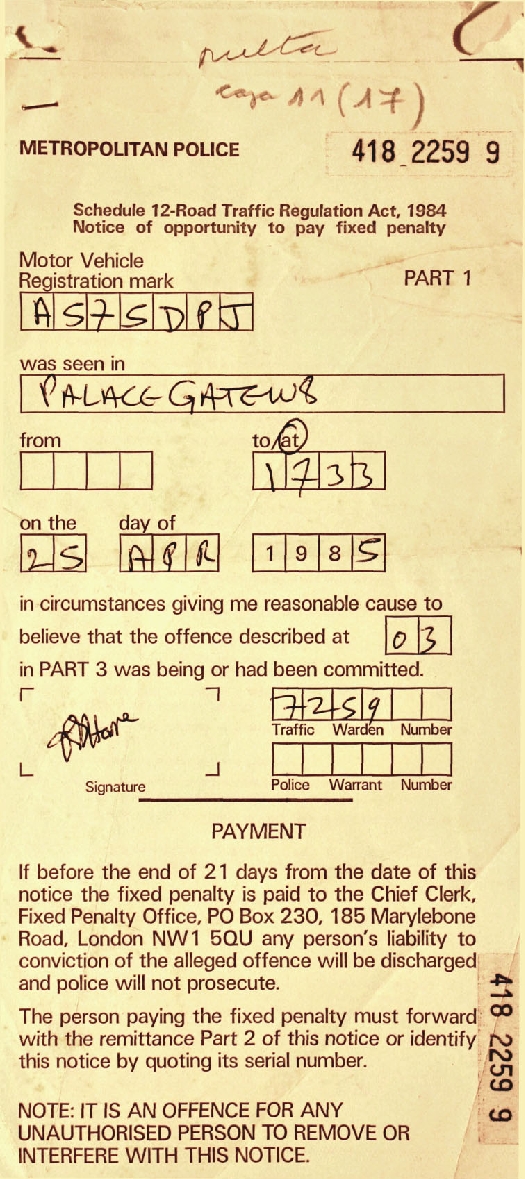 multa
caja 11 (17)
METROPOLITAN POLICE
418 2259 9
Schedule 12-Road Traffic Regulation Act, 1984
Notice of opportunity to pay fixed penalty
Motor Vehicle
Registration mark
PART 1
A575DPJ
was seen in
PALACE GATE W8
from
to/at
1733
on the
day of
25 APR 1985
in circumstances giving me reasonable cause to
believe that the offence described at 03
in PART 3 was being or had been committed.
7259
Traffic Warden Number
Police Warrant Number
Signature
PAYMENT
If before the end of 21 days from the date of this
notice the fixed penalty is paid to the Chief Clerk,
Fixed Penalty Office, PO Box 230, 185 Marylebone
Road, London NW1 5QU any person's liability to
conviction of the alleged offence will be discharged
and police will not prosecute.
The person paying the fixed penalty must forward
with the remittance Part 2 of this notice or identify
this notice by quoting its serial number.
418 2259 9
NOTE: IT IS AN OFFENCE FOR ANY
UNAUTHORISED PERSON TO REMOVE OR
INTERFERE WITH THIS NOTICE.